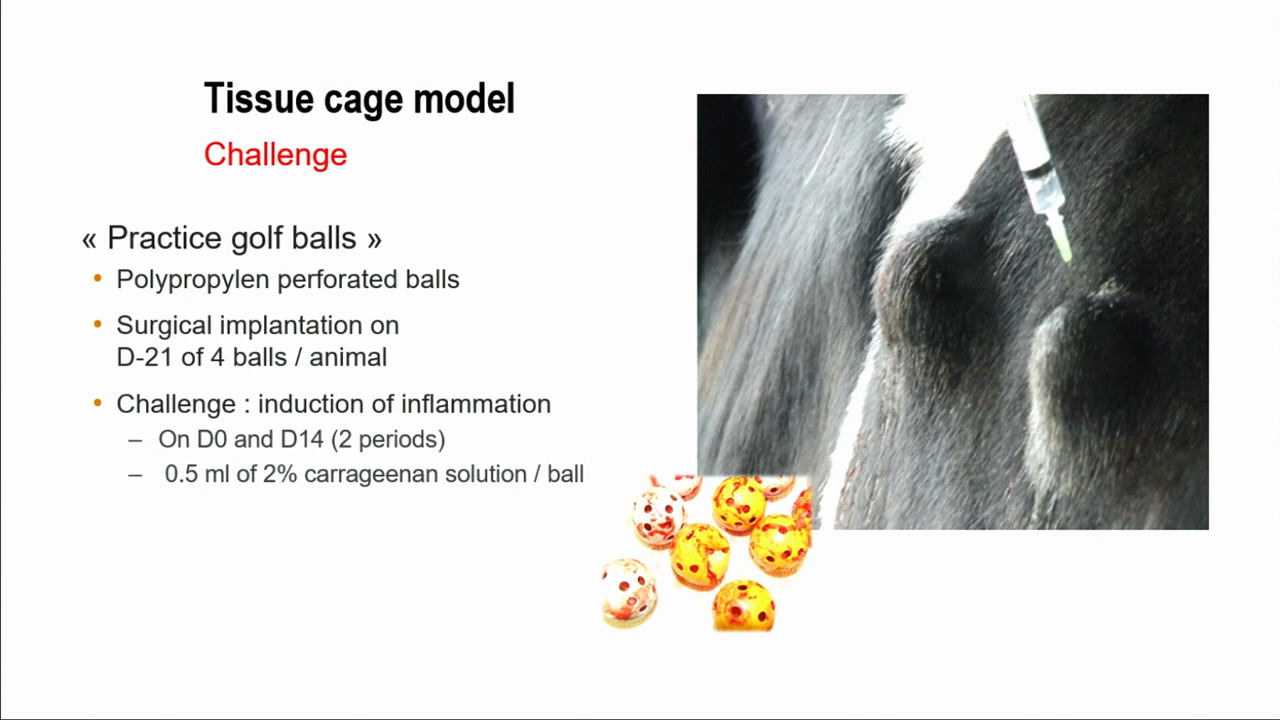 Tissue cage model
Challenge
« Practice golf balls »
• Polypropylen perforated balls
• Surgical implantation on
D-21 of 4 balls / animal
• Challenge : induction of inflammation
– On D0 and D14 (2 periods)
– 0.5 ml of 2% carrageenan solution / ball